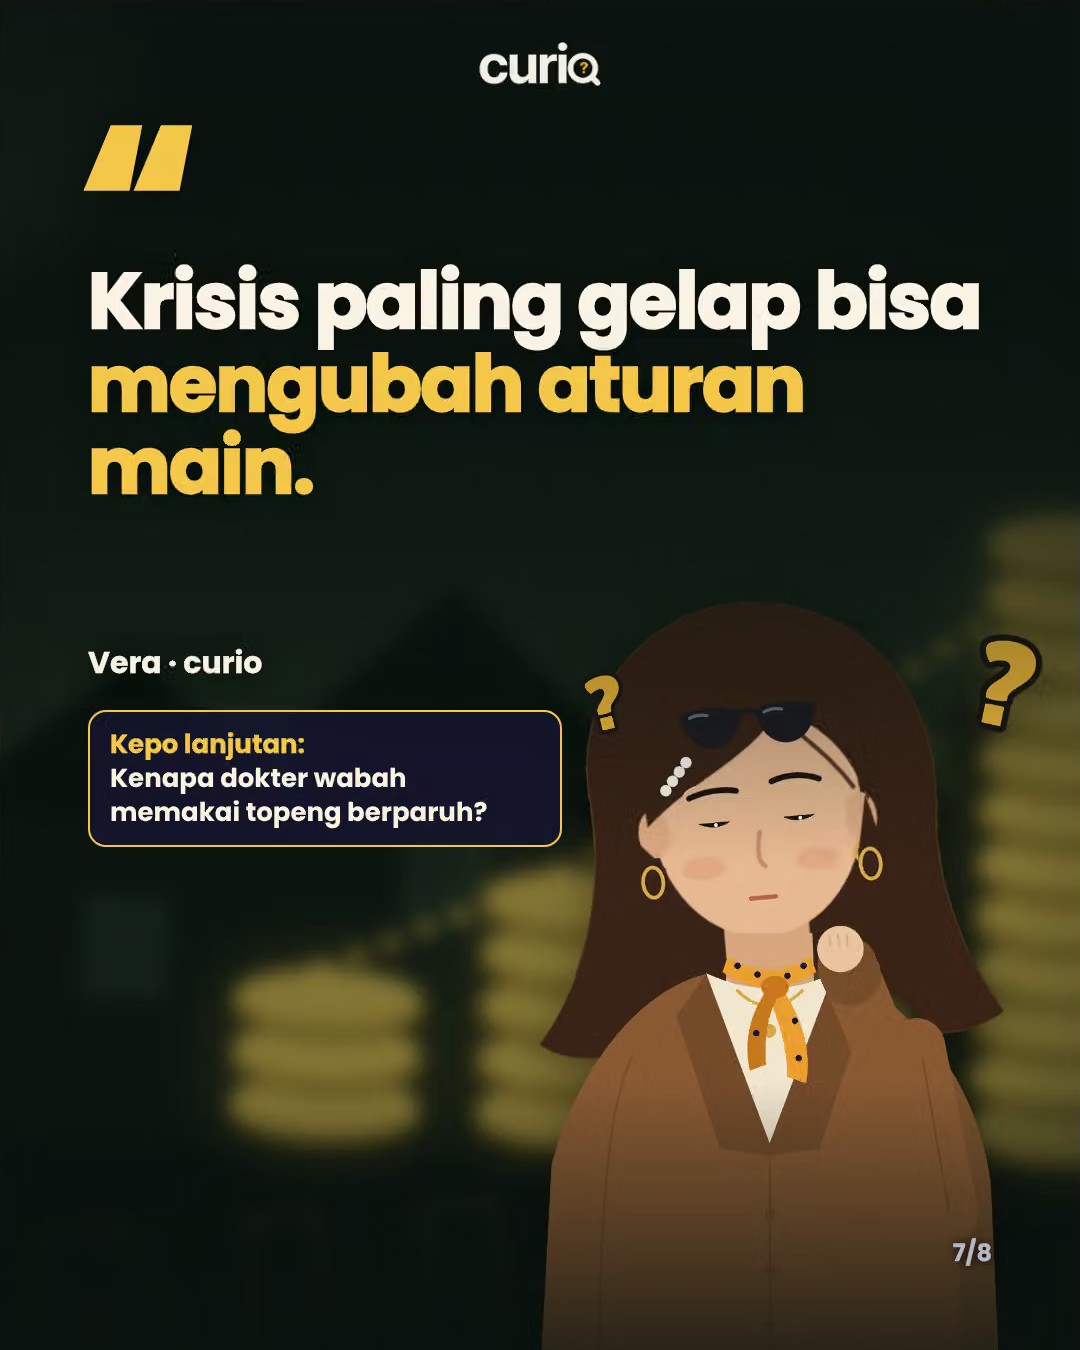 curio
Krisis paling gelap bisa
mengubah aturan
main.
Vera · curio
Kepo lanjutan:
Kenapa dokter wabah
memakai topeng berparuh?
?
?
7/8